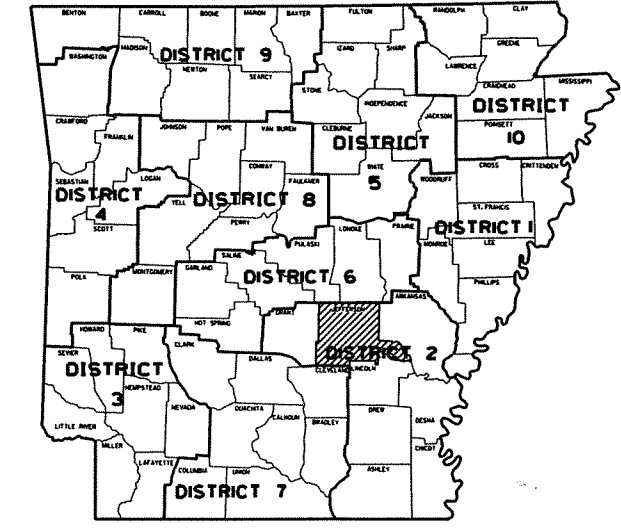 BENTON
CARROLL
BOONE
MARION
BAXTER
FULTON
RANDOLPH
CLAY
WASHINGTON
MADISON
DISTRICT 9
NEWTON
SEARCY
IZARD
SHARP
GREENE
LAWRENCE
STONE
INDEPENDENCE
CRAIGHEAD
MISSISSIPPI
DISTRICT
10
POINSETT
JACKSON
CRAWFORD
FRANKLIN
JOHNSON
POPE
VAN BUREN
CLEBURNE
DISTRICT
5
WHITE
CROSS
CRITTENDEN
SEBASTIAN
LOGAN
DISTRICT
4
SCOTT
CONWAY
FAULKNER
YELL
DISTRICT 8
PERRY
WOODRUFF
ST. FRANCIS
DISTRICT 1
LEE
MONROE
PHILLIPS
PULASKI
LONOKE
PRAIRIE
SALINE
GARLAND
MONTGOMERY
POLK
DISTRICT 6
HOT SPRING
GRANT
JEFFERSON
ARKANSAS
DISTRICT 2
HOWARD
PIKE
CLARK
SEVIER
DISTRICT
3
HEMPSTEAD
NEVADA
DALLAS
CLEVELAND
LINCOLN
OUACHITA
CALHOUN
BRADLEY
DREW
DESHA
CHICOT
LITTLE RIVER
MILLER
LAFAYETTE
COLUMBIA
UNION
ASHLEY
DISTRICT 7